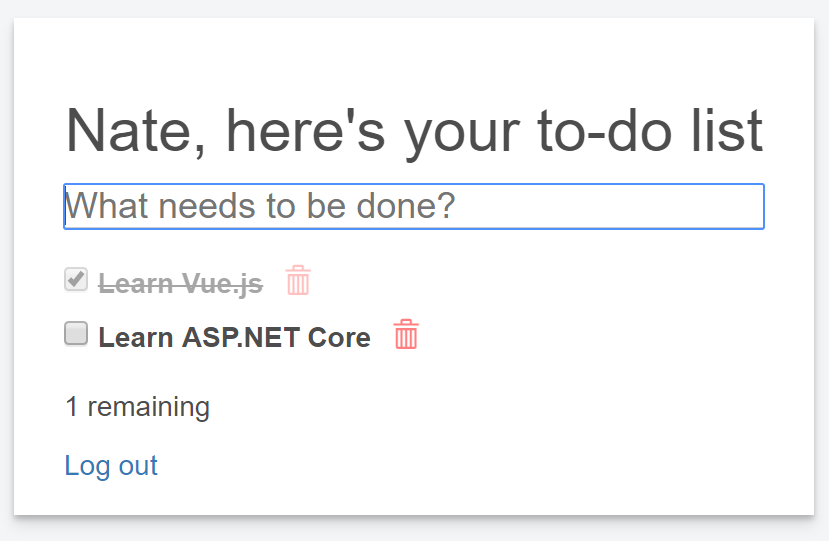 Nate, here's your to-do list
What needs to be done?
Learn Vue.js
Learn ASP.NET Core
1 remaining
Log out